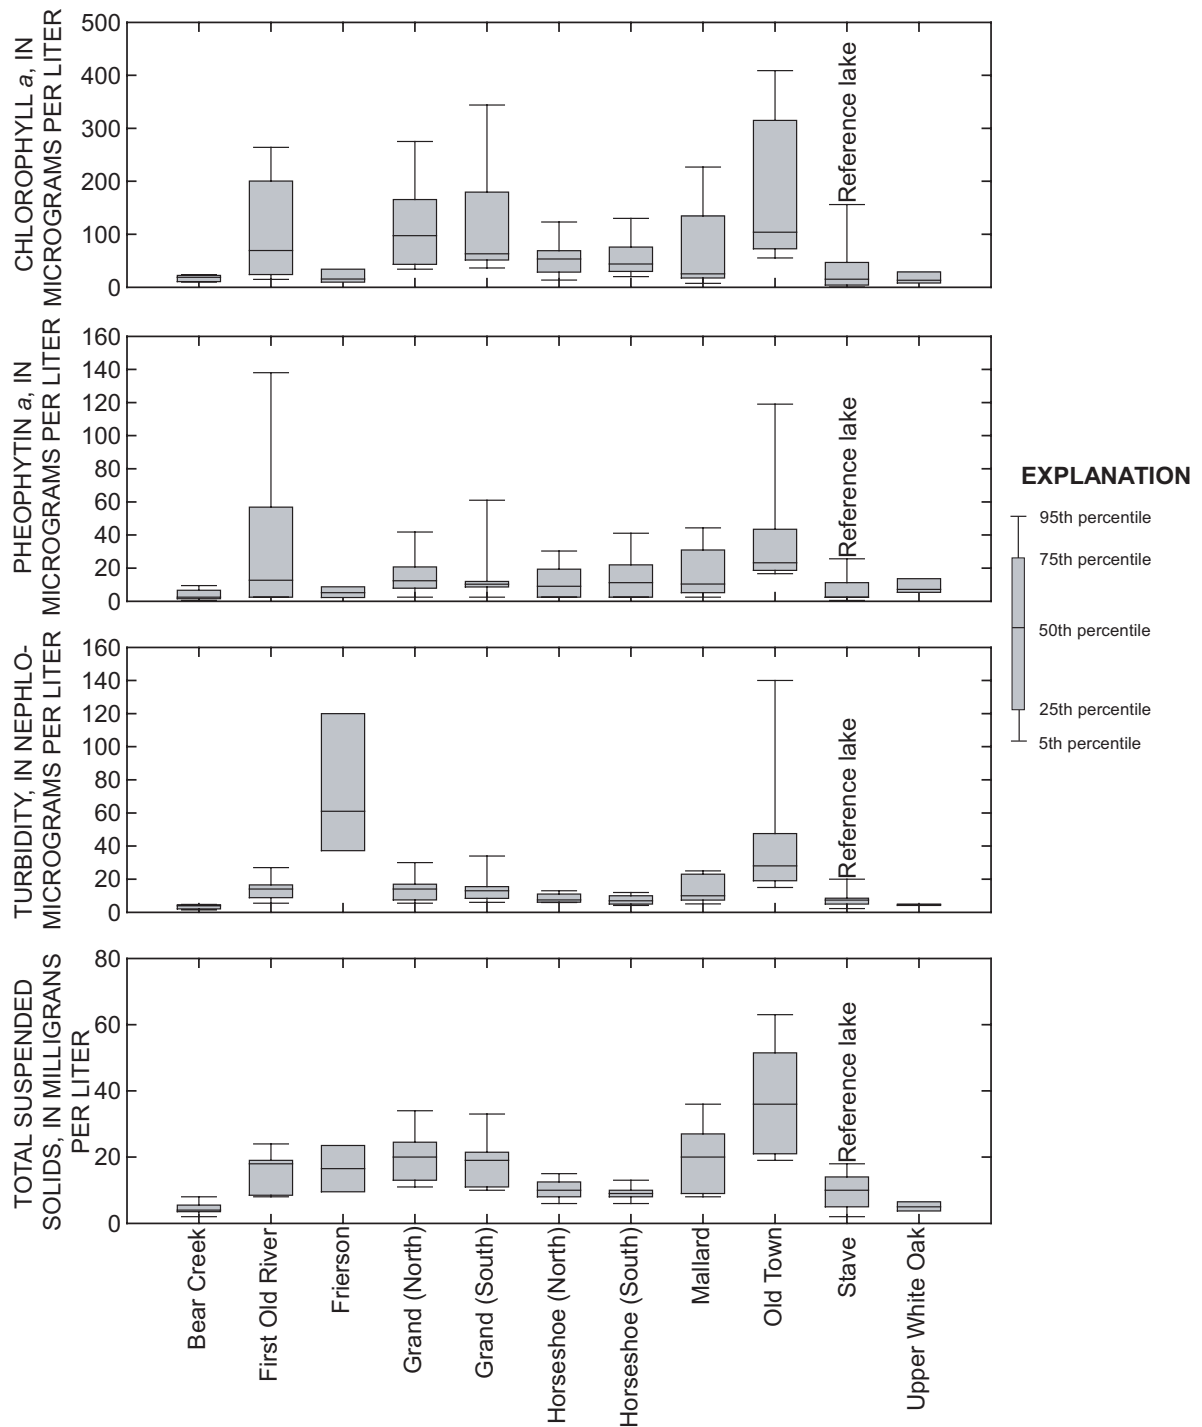 CHLOROPHYLL a, IN
MICROGRAMS PER LITER
500
400
300
200
100
0
Reference lake
PHEOPHYTIN a, IN
MICROGRAMS PER LITER
160
140
120
100
80
60
40
20
0
Reference lake
TURBIDITY, IN NEPHLO-
MICROGRAMS PER LITER
160
140
120
100
80
60
40
20
0
Reference lake
TOTAL SUSPENDED
SOLIDS, IN MILLIGRANS
PER LITER
80
60
40
20
0
Reference lake
Bear Creek
First Old River
Frierson
Grand (North)
Grand (South)
Horseshoe (North)
Horseshoe (South)
Mallard
Old Town
Stave
Upper White Oak
EXPLANATION
95th percentile
75th percentile
50th percentile
25th percentile
5th percentile